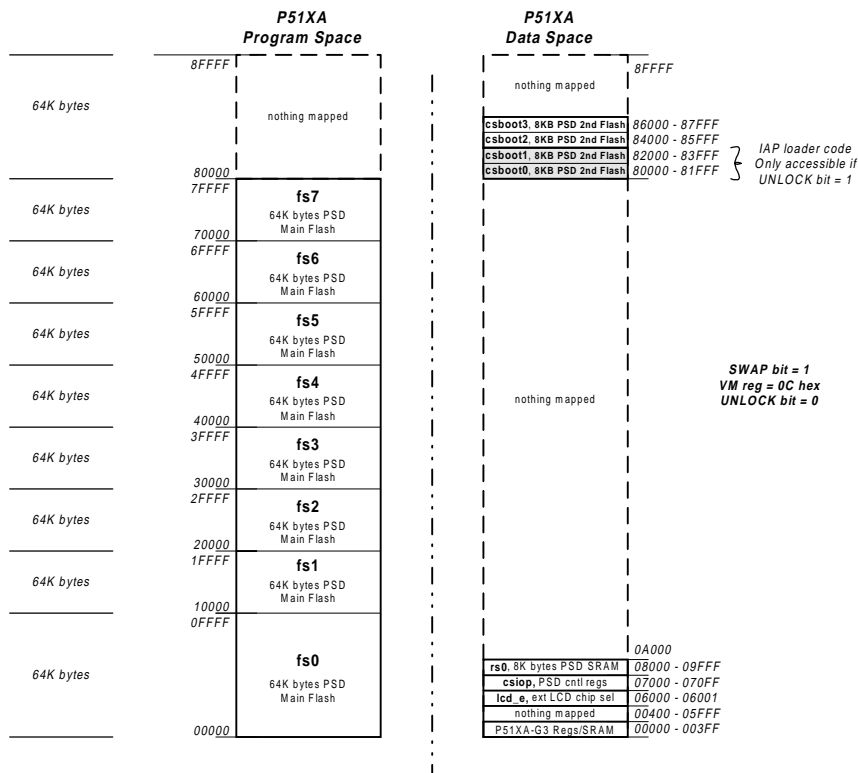 P51XA
Program Space
P51XA
Data Space
8FFFF
8FFFF
nothing mapped
64K bytes
nothing mapped
csboot3, 8KB PSD 2nd Flash 86000 - 87FFF
csboot2, 8KB PSD 2nd Flash 84000 - 85FFF
csboot1, 8KB PSD 2nd Flash 82000 - 83FFF
csboot0, 8KB PSD 2nd Flash 80000 - 81FFF
IAP loader code
Only accessible if
UNLOCK bit = 1
80000
7FFFF
fs7
64K bytes
64K bytes PSD
Main Flash
70000
6FFFF
fs6
64K bytes
64K bytes PSD
Main Flash
60000
5FFFF
fs5
64K bytes
64K bytes PSD
Main Flash
50000
4FFFF
fs4
64K bytes
64K bytes PSD
Main Flash
nothing mapped
SWAP bit = 1
VM reg = 0C hex
UNLOCK bit = 0
40000
3FFFF
fs3
64K bytes
64K bytes PSD
Main Flash
30000
2FFFF
fs2
64K bytes
64K bytes PSD
Main Flash
20000
1FFFF
fs1
64K bytes
64K bytes PSD
Main Flash
10000
0FFFF
fs0
64K bytes
64K bytes PSD
Main Flash
00000
0A000
rs0, 8K bytes PSD SRAM 08000 - 09FFF
csiop, PSD cntl regs 07000 - 070FF
lcd_e, ext LCD chip sel 06000 - 06001
nothing mapped 00400 - 05FFF
P51XA-G3 Regs/SRAM 00000 - 003FF